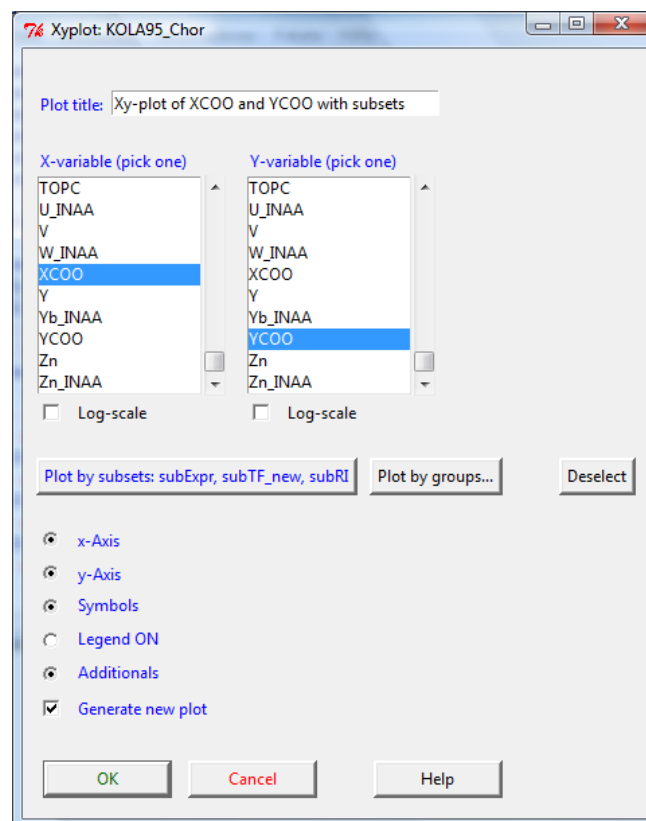 Xyplot: KOLA95_Chor
Plot title: Xy-plot of XCOO and YCOO with subsets
X-variable (pick one) Y-variable (pick one)
TOPC TOPC
U_INAA U_INAA
V V
W_INAA W_INAA
XCOO XCOO
Y Y
Yb_INAA Yb_INAA
YCOO YCOO
Zn Zn
Zn_INAA Zn_INAA
Log-scale Log-scale
Plot by subsets: subExpr, subTF_new, subRI Plot by groups... Deselect
x-Axis
y-Axis
Symbols
Legend ON
Additionals
Generate new plot
OK Cancel Help